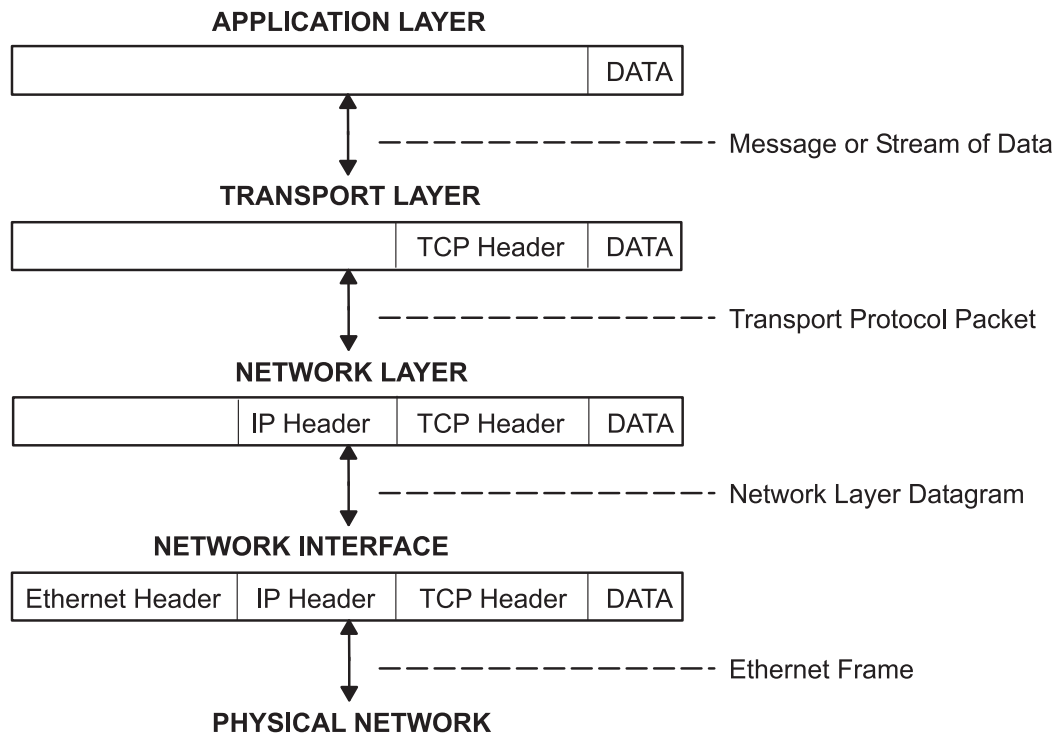 APPLICATION LAYER
DATA
Message or Stream of Data
TRANSPORT LAYER
TCP Header DATA
Transport Protocol Packet
NETWORK LAYER
IP Header TCP Header DATA
Network Layer Datagram
NETWORK INTERFACE
Ethernet Header IP Header TCP Header DATA
Ethernet Frame
PHYSICAL NETWORK